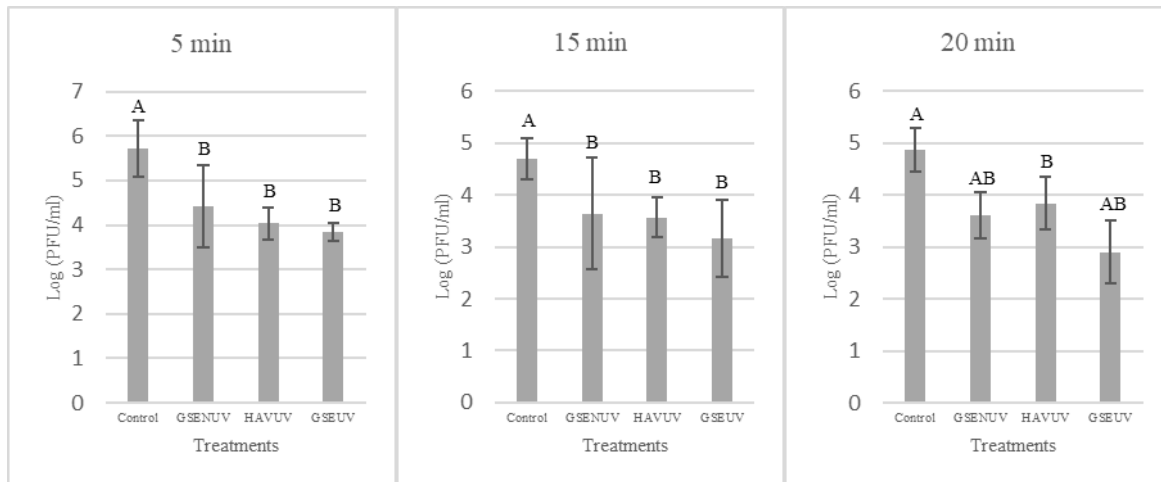 5 min
7
6
5
4
3
2
1
0
Log (PFU/ml)
A
B
B
B
Control GSENUV HAVUV GSEUV
Treatments
15 min
6
5
4
3
2
1
0
Log (PFU/ml)
A
B
B
B
Control GSENUV HAVUV GSEUV
Treatments
20 min
6
5
4
3
2
1
0
Log (PFU/ml)
A
AB
B
AB
Control GSENUV HAVUV GSEUV
Treatments